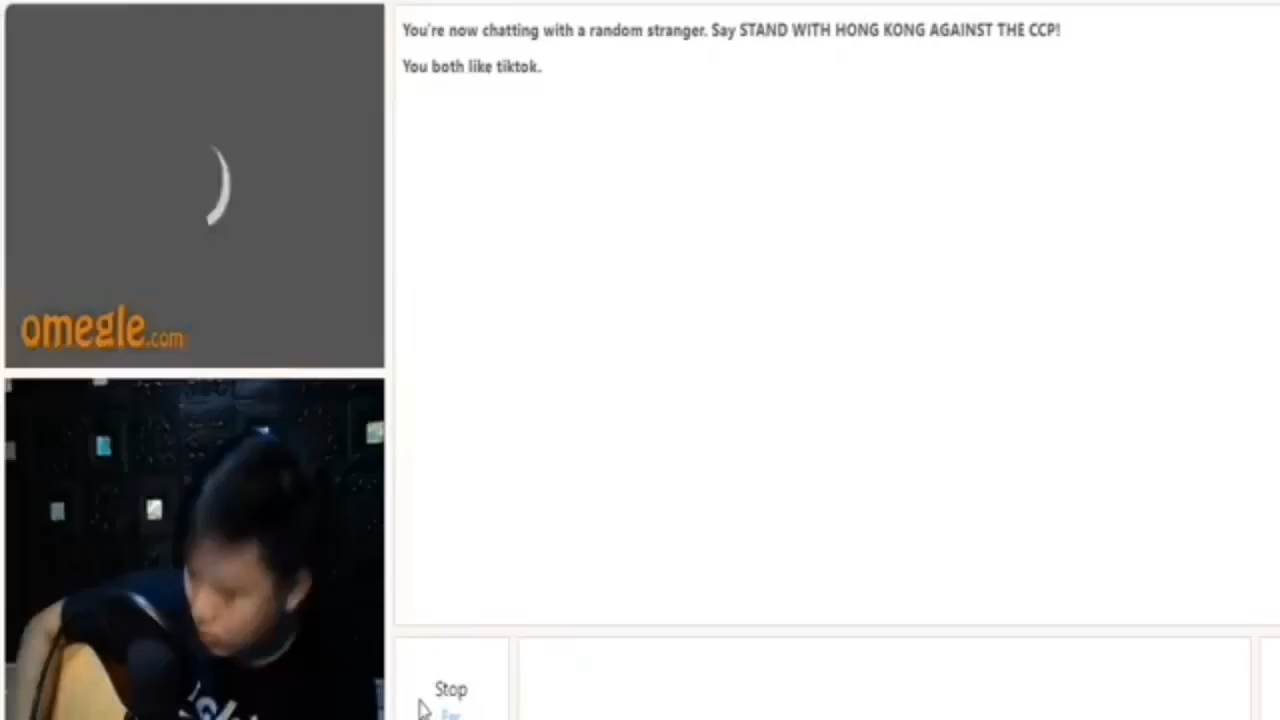 You're now chatting with a random stranger. Say STAND WITH HONG KONG AGAINST THE CCP!
You both like tiktok.
omegle.com
Stop
Esc